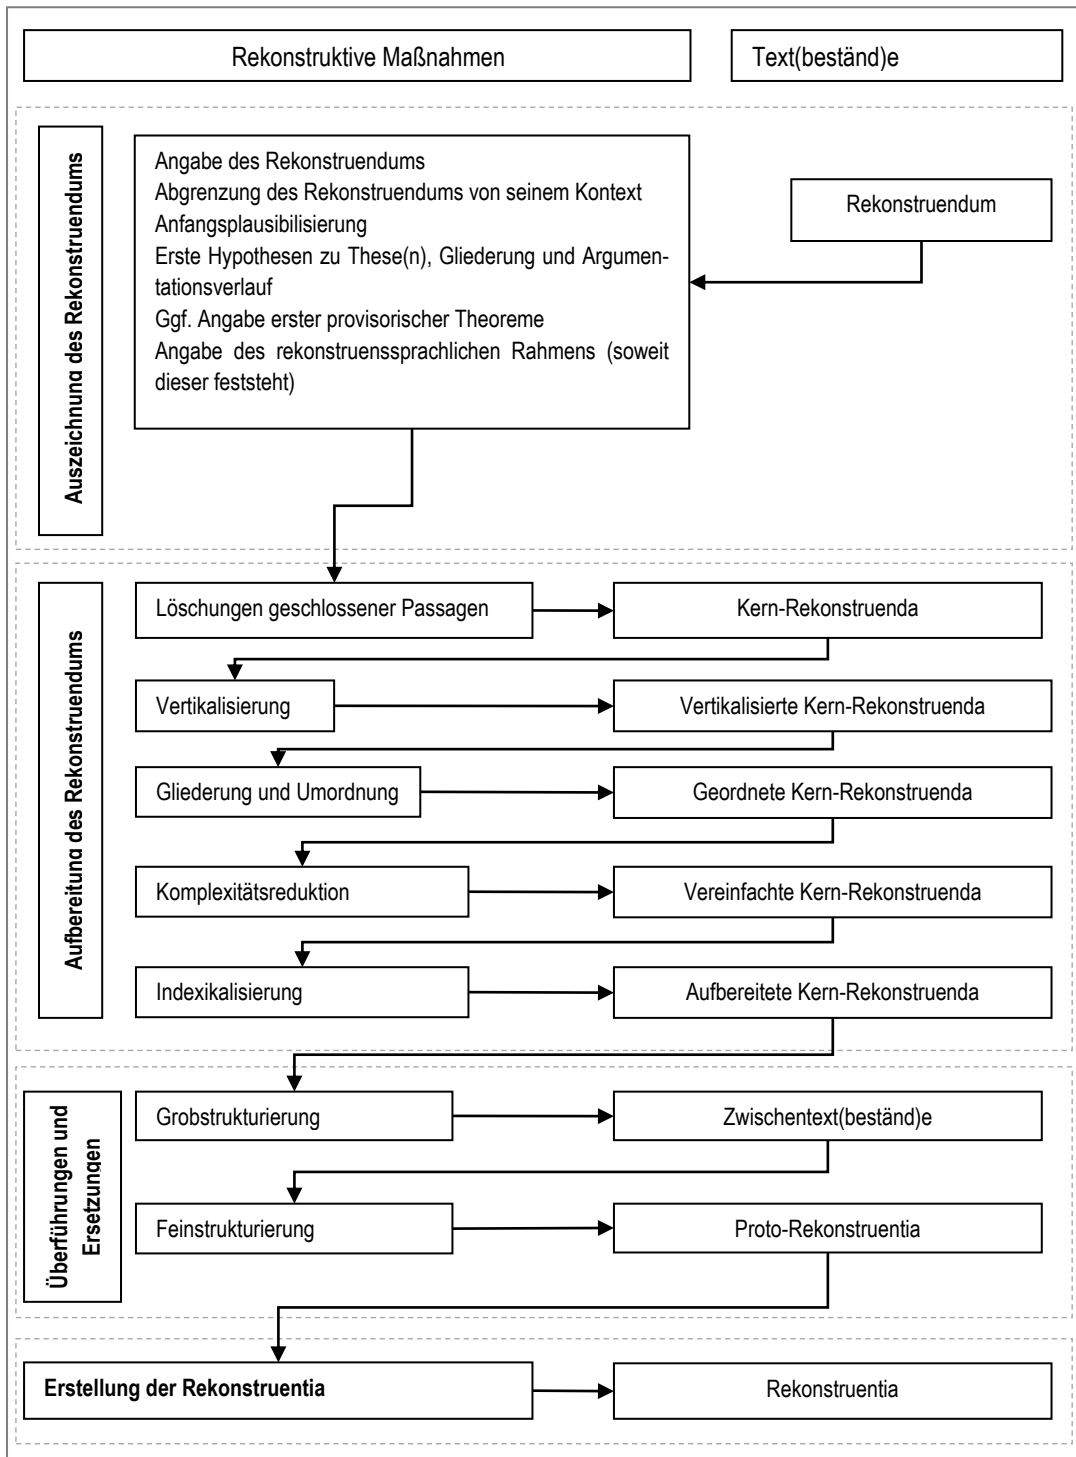 Rekonstruktive Maßnahmen
Text(beständ)e
Auszeichnung des Rekonstruendums
Angabe des Rekonstruendums
Abgrenzung des Rekonstruendums von seinem Kontext
Anfangsplausibilisierung
Erste Hypothesen zu These(n), Gliederung und Argumen-
tationsverlauf
Ggf. Angabe erster provisorischer Theoreme
Angabe des rekonstruenssprachlichen Rahmens (soweit
dieser feststeht)
Rekonstruendum
Aufbereitung des Rekonstruendums
Löschungen geschlossener Passagen
Kern-Rekonstruenda
Vertikalisierung
Vertikalisierte Kern-Rekonstruenda
Gliederung und Umordnung
Geordnete Kern-Rekonstruenda
Komplexitätsreduktion
Vereinfachte Kern-Rekonstruenda
Indexikalisierung
Aufbereitete Kern-Rekonstruenda
Überführungen und
Ersetzungen
Grobstrukturierung
Zwischentext(beständ)e
Feinstrukturierung
Proto-Rekonstruentia
Erstellung der Rekonstruentia
Rekonstruentia